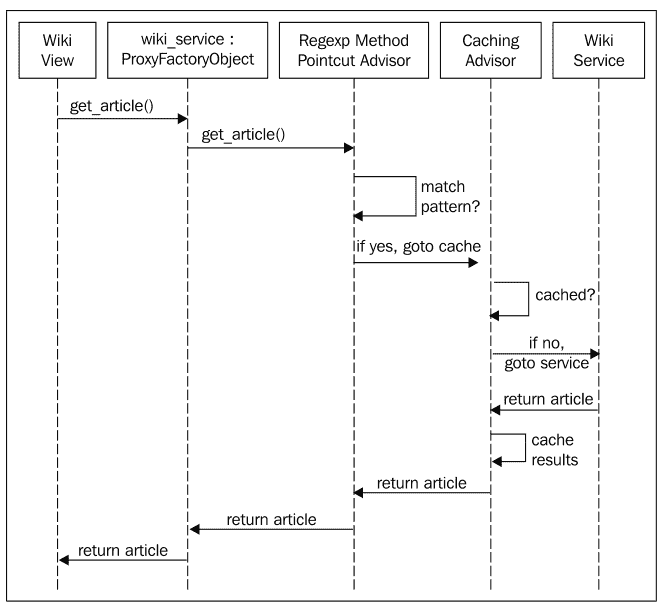 Wiki
View
wiki_service :
ProxyFactoryObject
Regexp Method
Pointcut Advisor
Caching
Advisor
Wiki
Service
get_article()
get_article()
match
pattern?
if yes, goto cache
cached?
if no,
goto service
return article
cache
results
return article
return article
return article